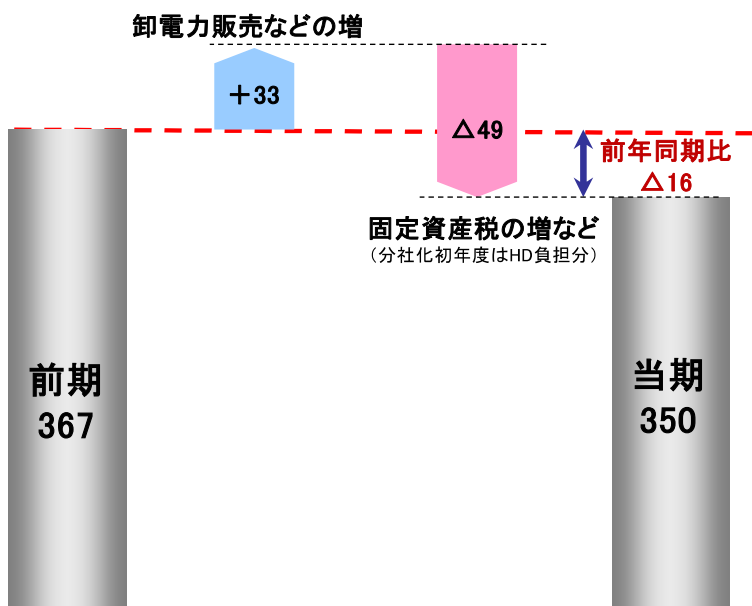 卸電力販売などの増
＋33
△49
前年同期比
△16
固定資産税の増など
（分社化初年度はHD負担分）
前期
367
当期
350